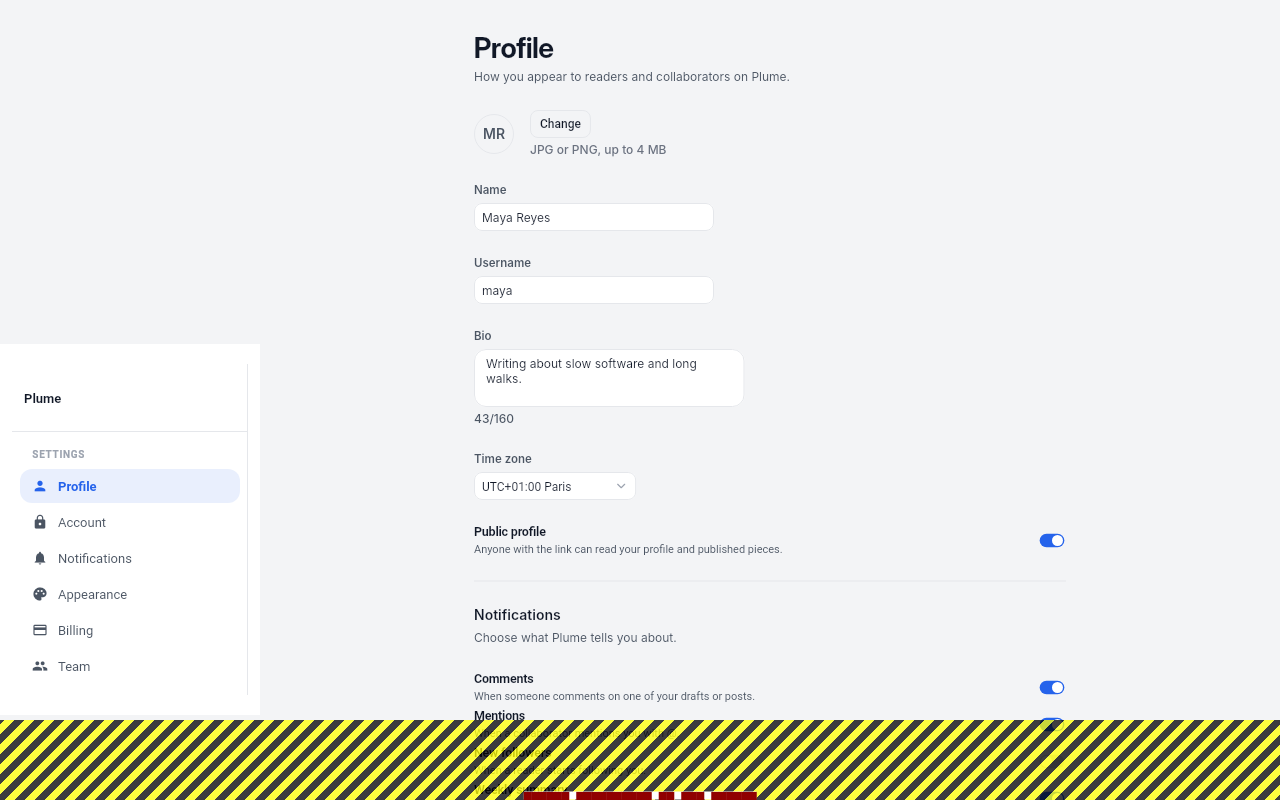 Profile
How you appear to readers and collaborators on Plume.
MR
Change
JPG or PNG, up to 4 MB
Name
Maya Reyes
Username
maya
Bio
Writing about slow software and long
walks.
43/160
Time zone
UTC+01:00 Paris
Public profile
Anyone with the link can read your profile and published pieces.
Notifications
Choose what Plume tells you about.
Comments
When someone comments on one of your drafts or posts.
Mentions
New followers
Weekly summary
Plume
SETTINGS
Profile
Account
Notifications
Appearance
Billing
Team